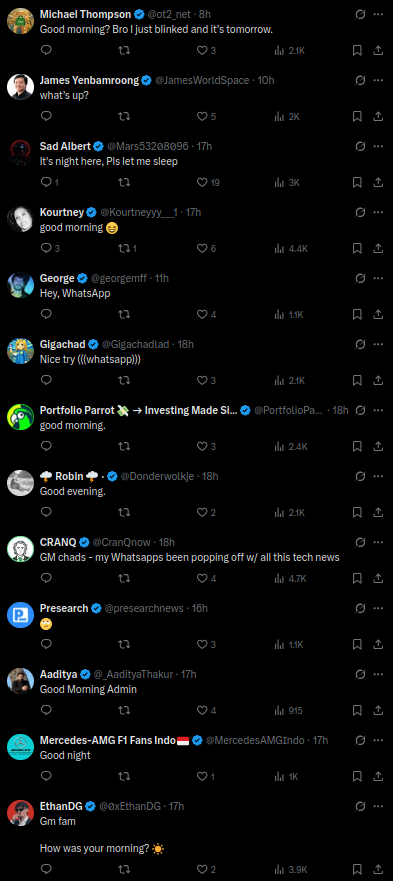 Michael Thompson @ot2_net · 8h
Good morning? Bro I just blinked and it's tomorrow.
3 2.1K
James Yenbamroong @JamesWorldSpace · 10h
what's up?
5 2K
Sad Albert @Mars53208096 · 17h
It's night here, Pls let me sleep
1 19 3K
Kourtney @Kourtneyyy___1 · 17h
good morning 😆
3 1 6 4.4K
George @georgemff · 11h
Hey, WhatsApp
4 1.1K
Gigachad @Gigachadlad · 18h
Nice try (((whatsapp)))
3 2.1K
Portfolio Parrot 💸 → Investing Made Si... @PortfolioPa... · 18h
good morning.
3 2.4K
🌩️ Robin 🌩️ · @Donderwolkje · 18h
Good evening.
2 2.1K
CRANQ @CranQnow · 18h
GM chads - my Whatsapps been popping off w/ all this tech news
4 4.7K
Presearch @presearchnews · 16h
🙄
3 1.1K
Aaditya @_AadityaThakur · 17h
Good Morning Admin
4 915
Mercedes-AMG F1 Fans Indo🇮🇩 @MercedesAMGIndo · 17h
Good night
1 1K
EthanDG @0xEthanDG · 17h
Gm fam
How was your morning? ☀️
2 3.9K